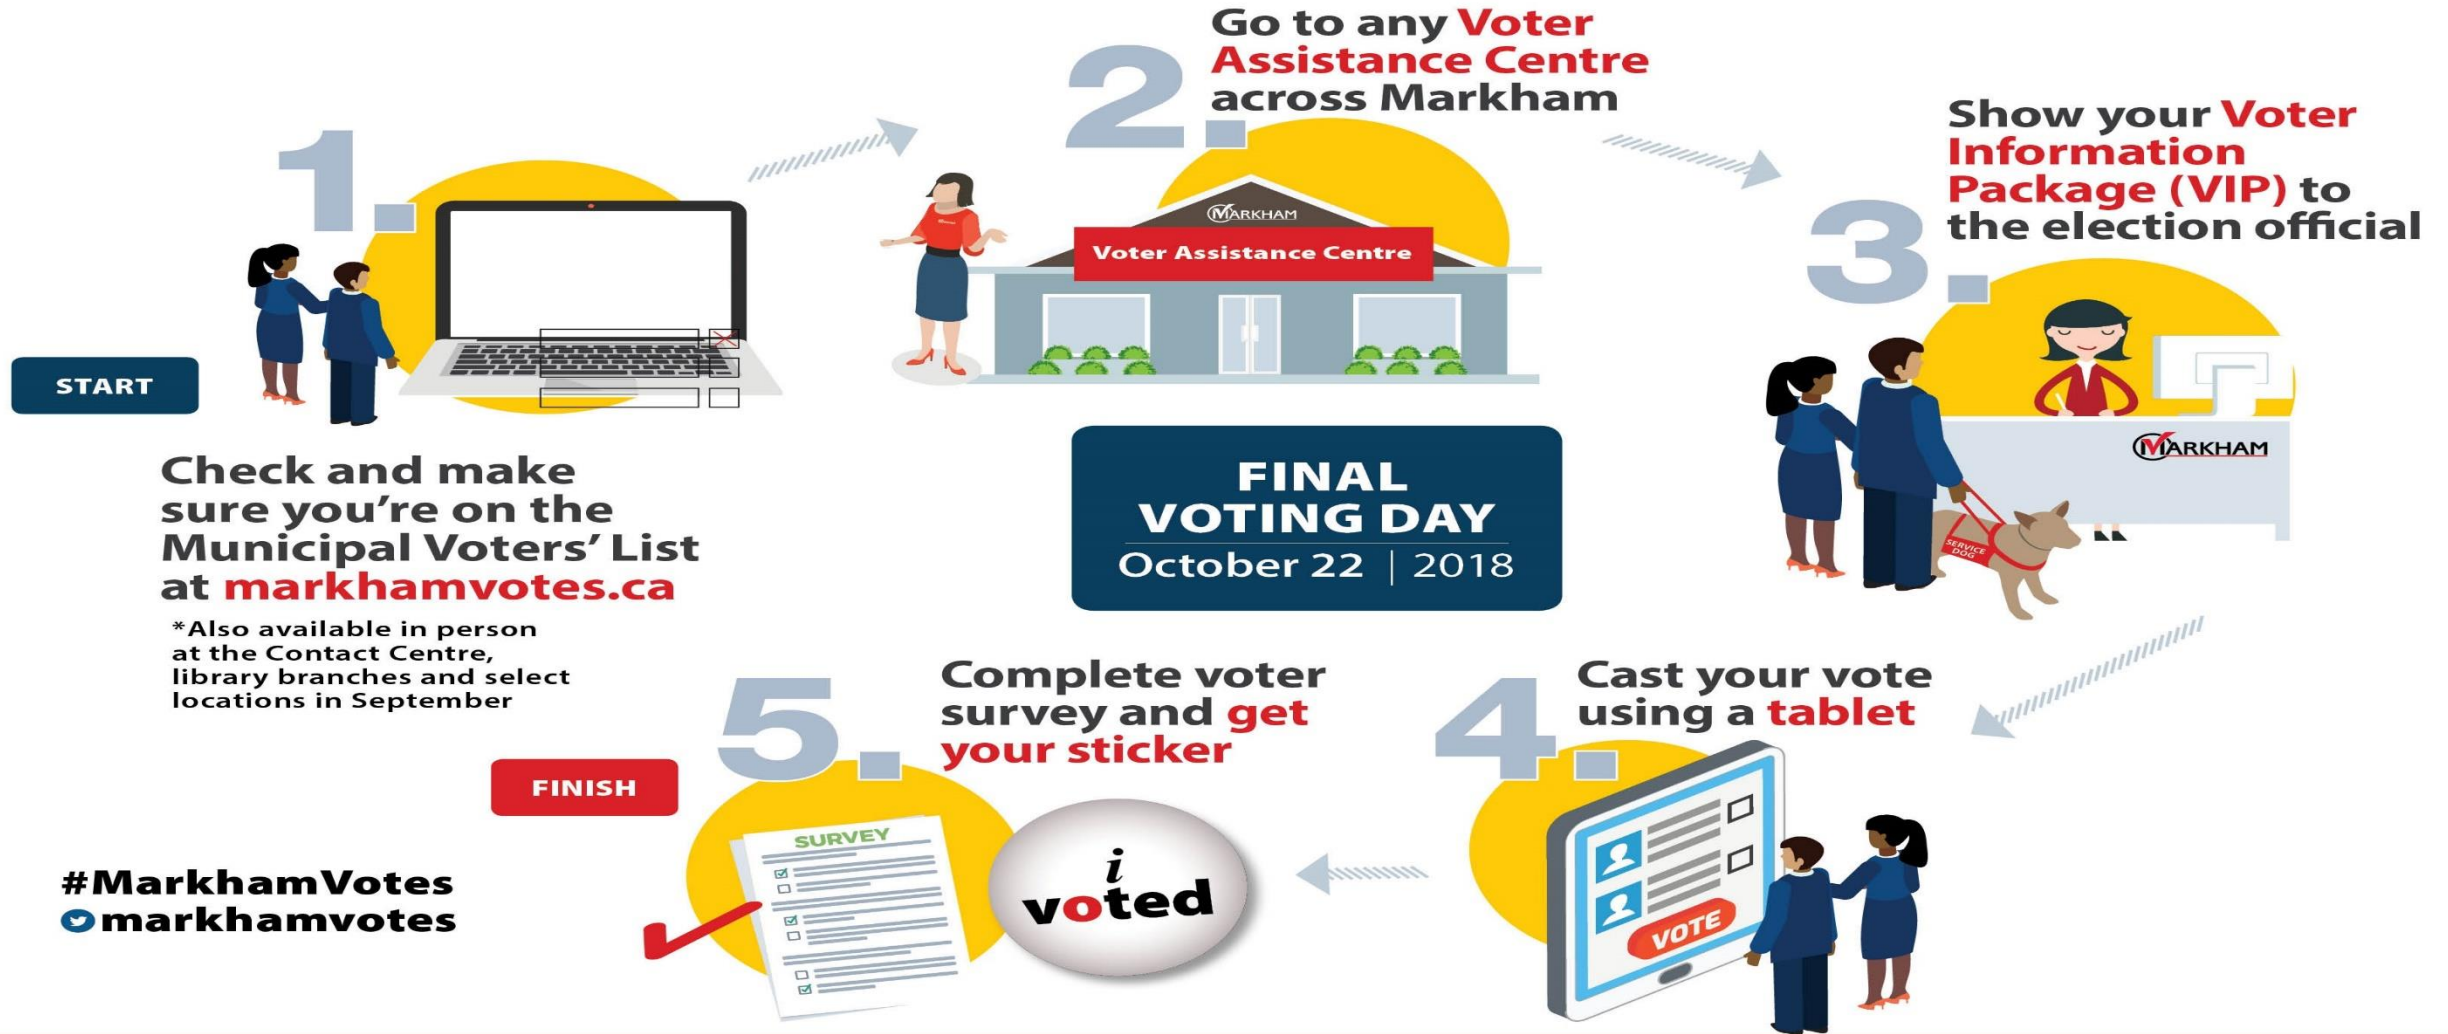 START
1.
Check and make
sure you're on the
Municipal Voters' List
at markhamvotes.ca
*Also available in person
at the Contact Centre,
library branches and select
locations in September
2.
Go to any Voter
Assistance Centre
across Markham
MARKHAM
Voter Assistance Centre
3.
Show your Voter
Information
Package (VIP) to
the election official
MARKHAM
SERVICE
DOG
FINAL
VOTING DAY
October 22 | 2018
4.
Cast your vote
using a tablet
VOTE
5.
Complete voter
survey and get
your sticker
SURVEY
i
voted
FINISH
#MarkhamVotes
markhamvotes